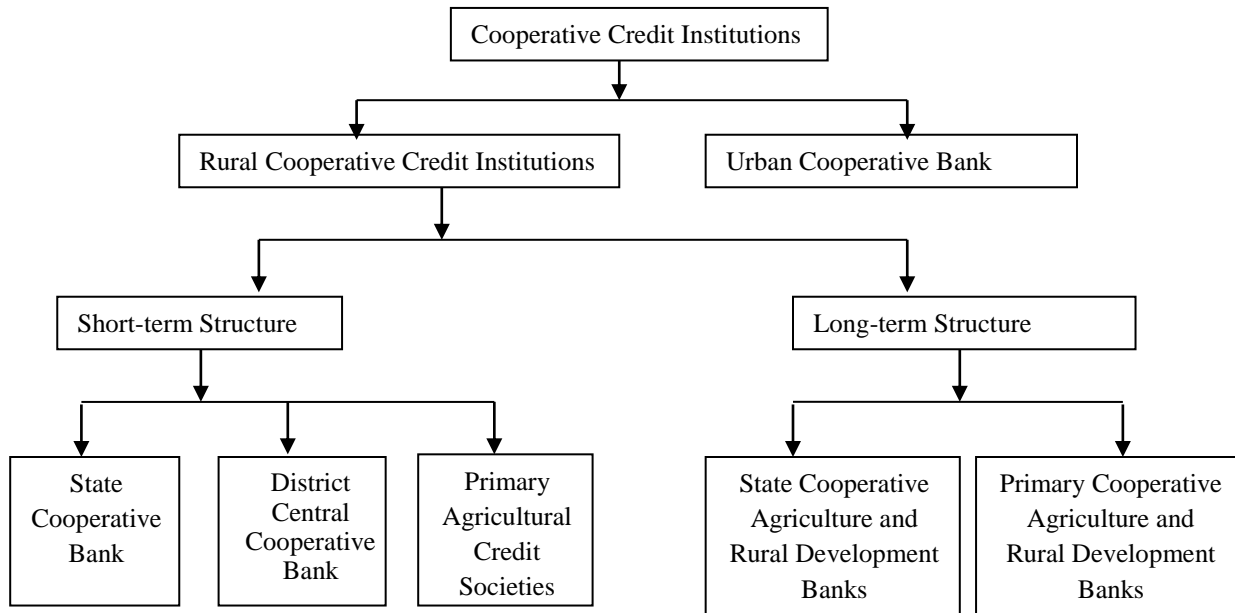 Cooperative Credit Institutions
Rural Cooperative Credit Institutions
Urban Cooperative Bank
Short-term Structure
Long-term Structure
State
Cooperative
Bank
District
Central
Cooperative
Bank
Primary
Agricultural
Credit
Societies
State Cooperative
Agriculture and
Rural Development
Banks
Primary Cooperative
Agriculture and
Rural Development
Banks